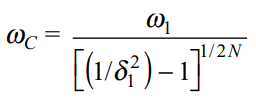 ω_C = ω_1 / [(1/δ_1^2) – 1]^{1/2N}